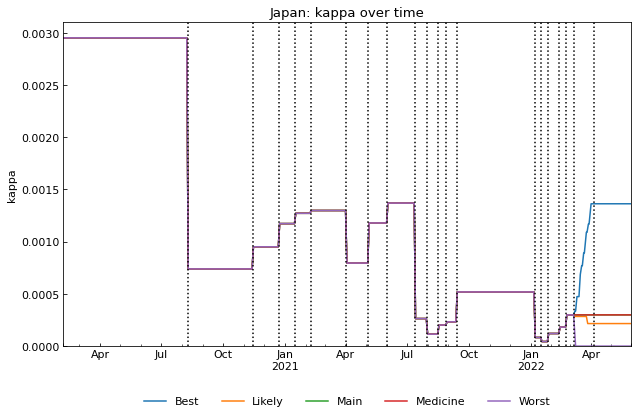 Japan: kappa over time
0.0030
0.0025
0.0020
0.0015
0.0010
0.0005
0.0000
kappa
Apr Jul Oct Jan Apr Jul Oct Jan Apr
2021 2022
Best Likely Main Medicine Worst